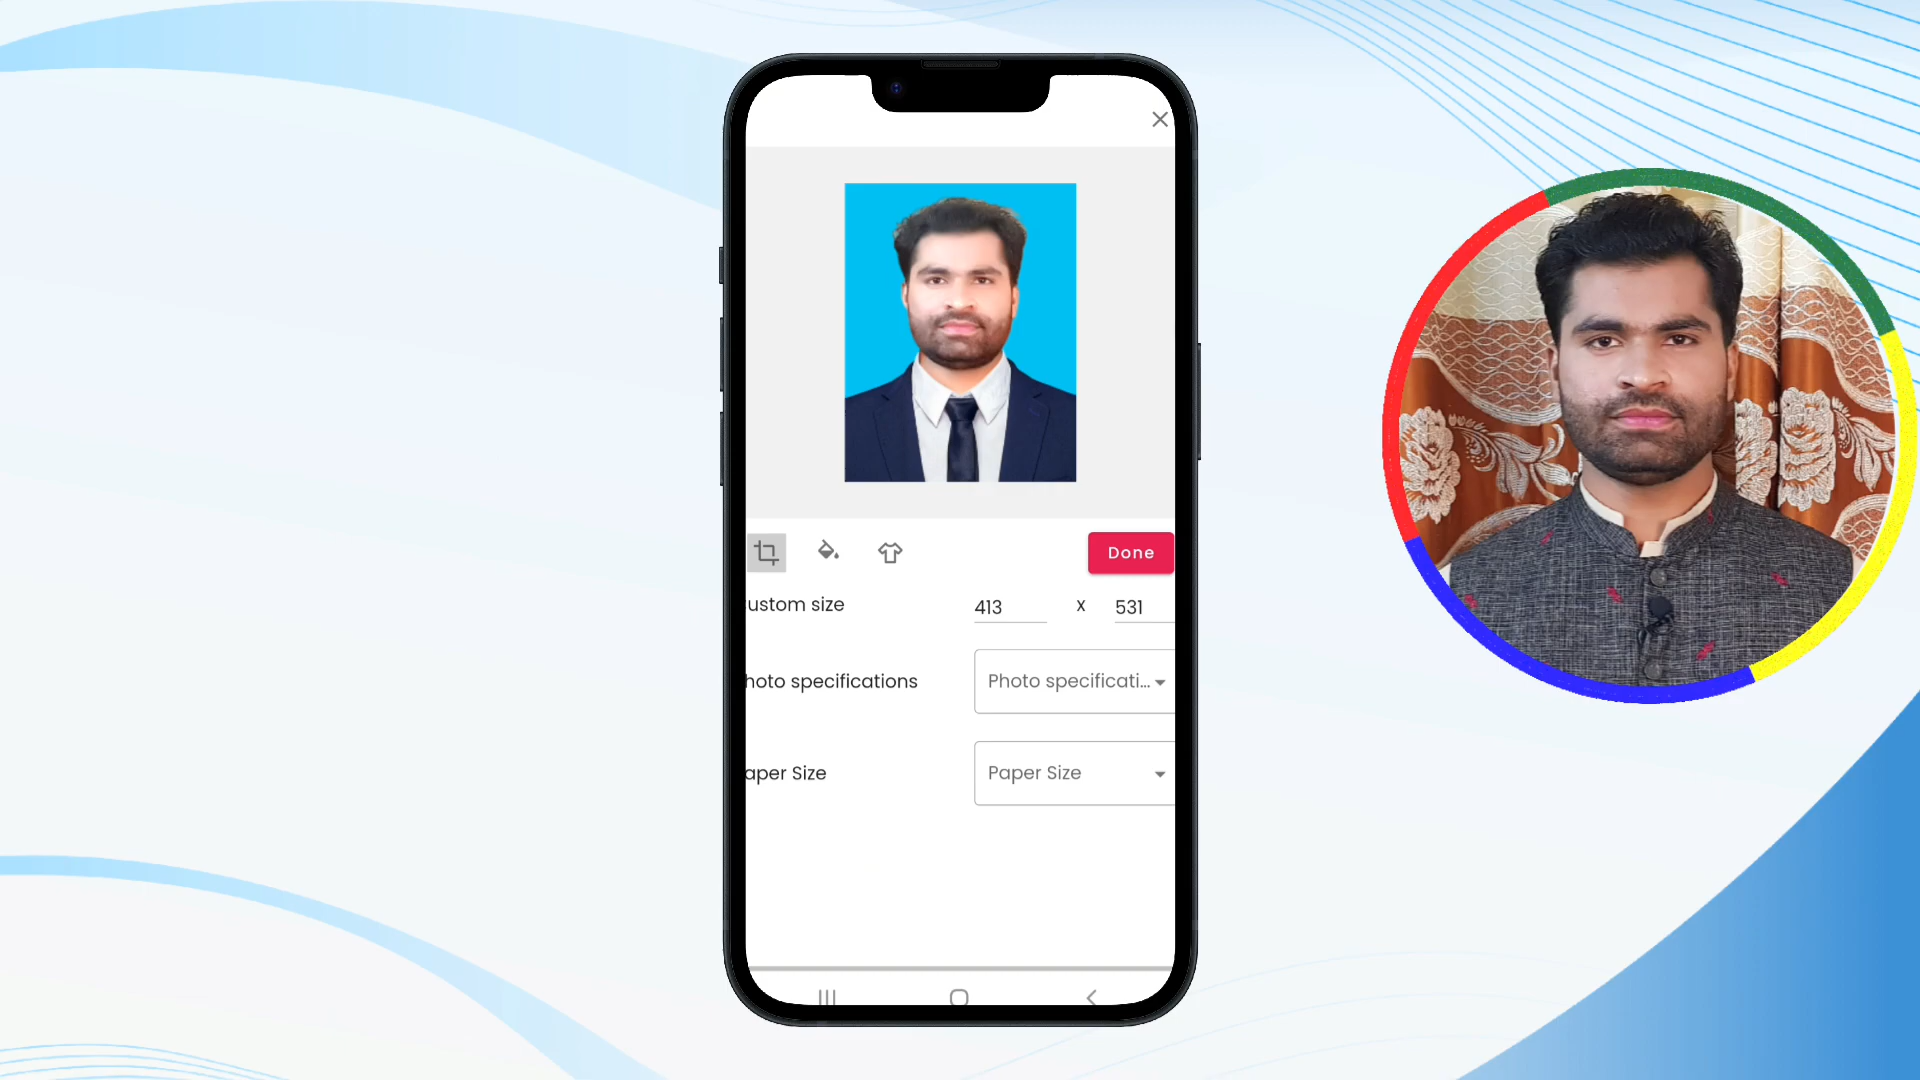 Done
ustom size 413 x 531
hoto specifications Photo specificati...
aper Size Paper Size